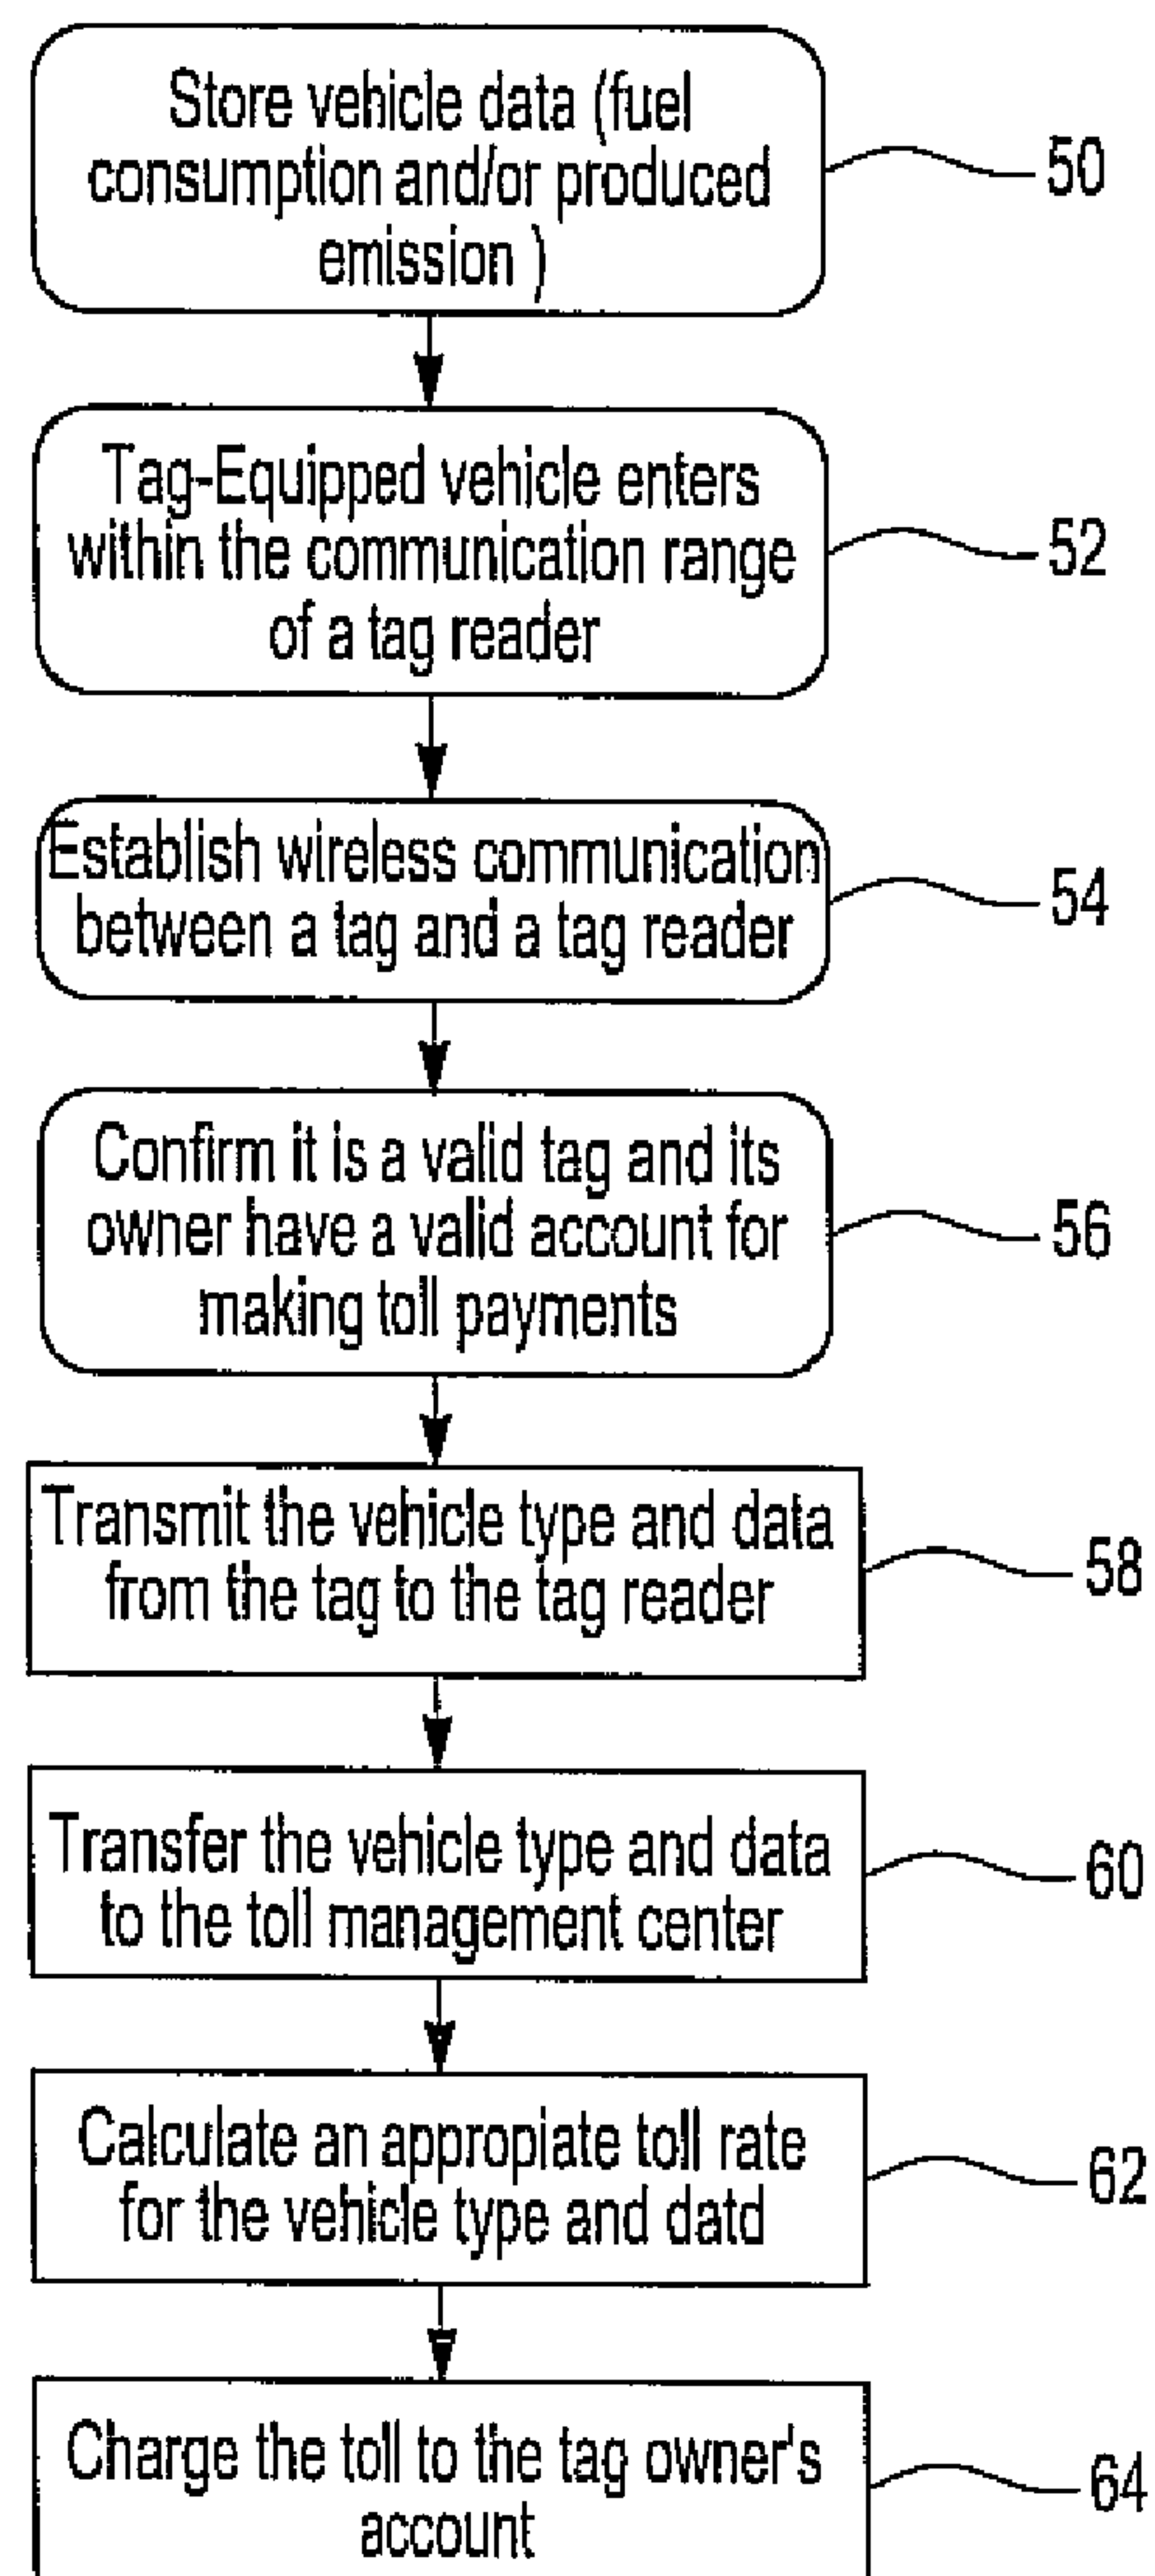 Store vehicle data (fuel
consumption and/or produced
emission )
50
Tag-Equipped vehicle enters
within the communication range
of a tag reader
52
Establish wireless communication
between a tag and a tag reader
54
Confirm it is a valid tag and its
owner have a valid account for
making toll payments
56
Transmit the vehicle type and data
from the tag to the tag reader
58
Transfer the vehicle type and data
to the toll management center
60
Calculate an appropiate toll rate
for the vehicle type and datd
62
Charge the toll to the tag owner's
account
64